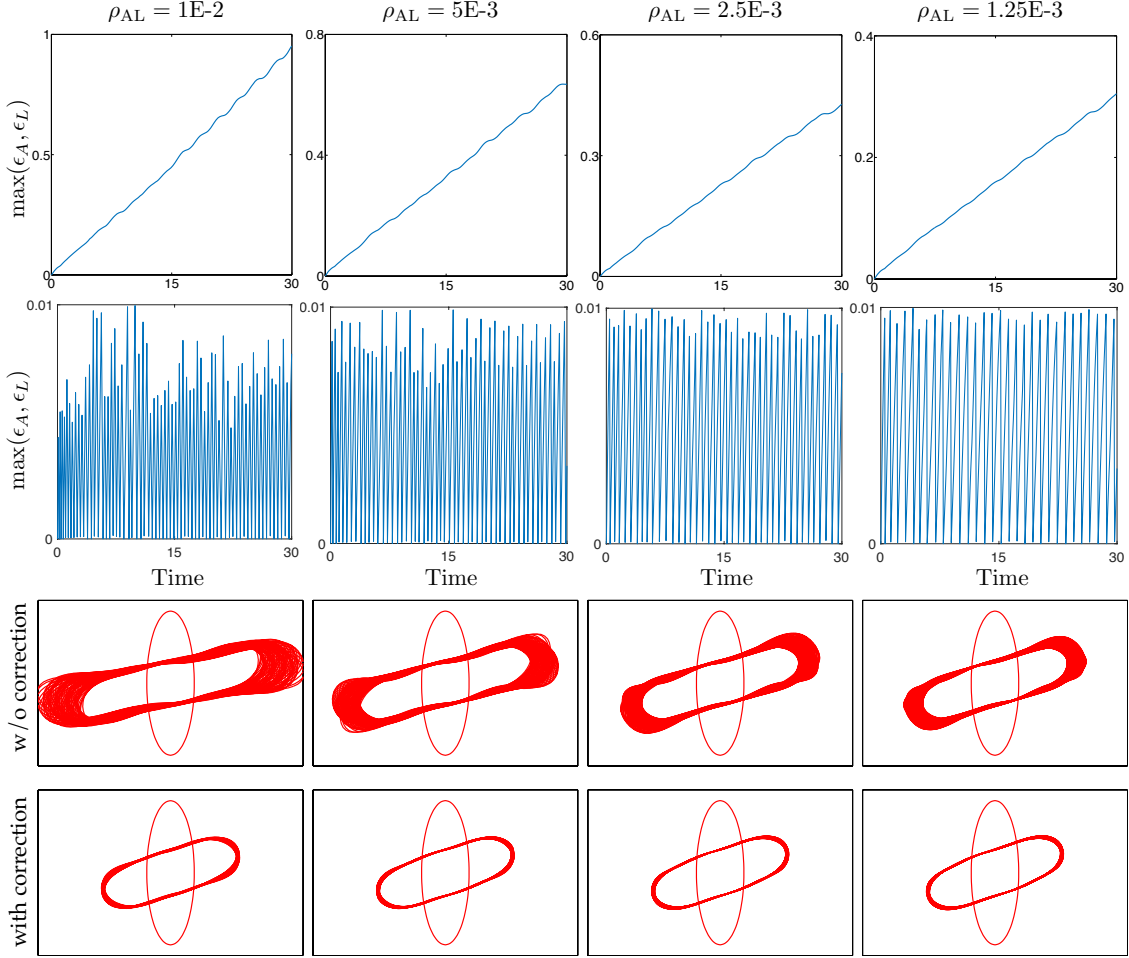 ρ_AL = 1E-2 ρ_AL = 5E-3 ρ_AL = 2.5E-3 ρ_AL = 1.25E-3
max(ϵ_A, ϵ_L)
1 0.8 0.6 0.4
0.5 0.4 0.3 0.2
0 0 0 0
0 15 30 0 15 30 0 15 30 0 15 30
max(ϵ_A, ϵ_L)
0.01 0.01 0.01 0.01
0 0 0 0
0 15 30 0 15 30 0 15 30 0 15 30
Time Time Time Time
w/o correction
with correction